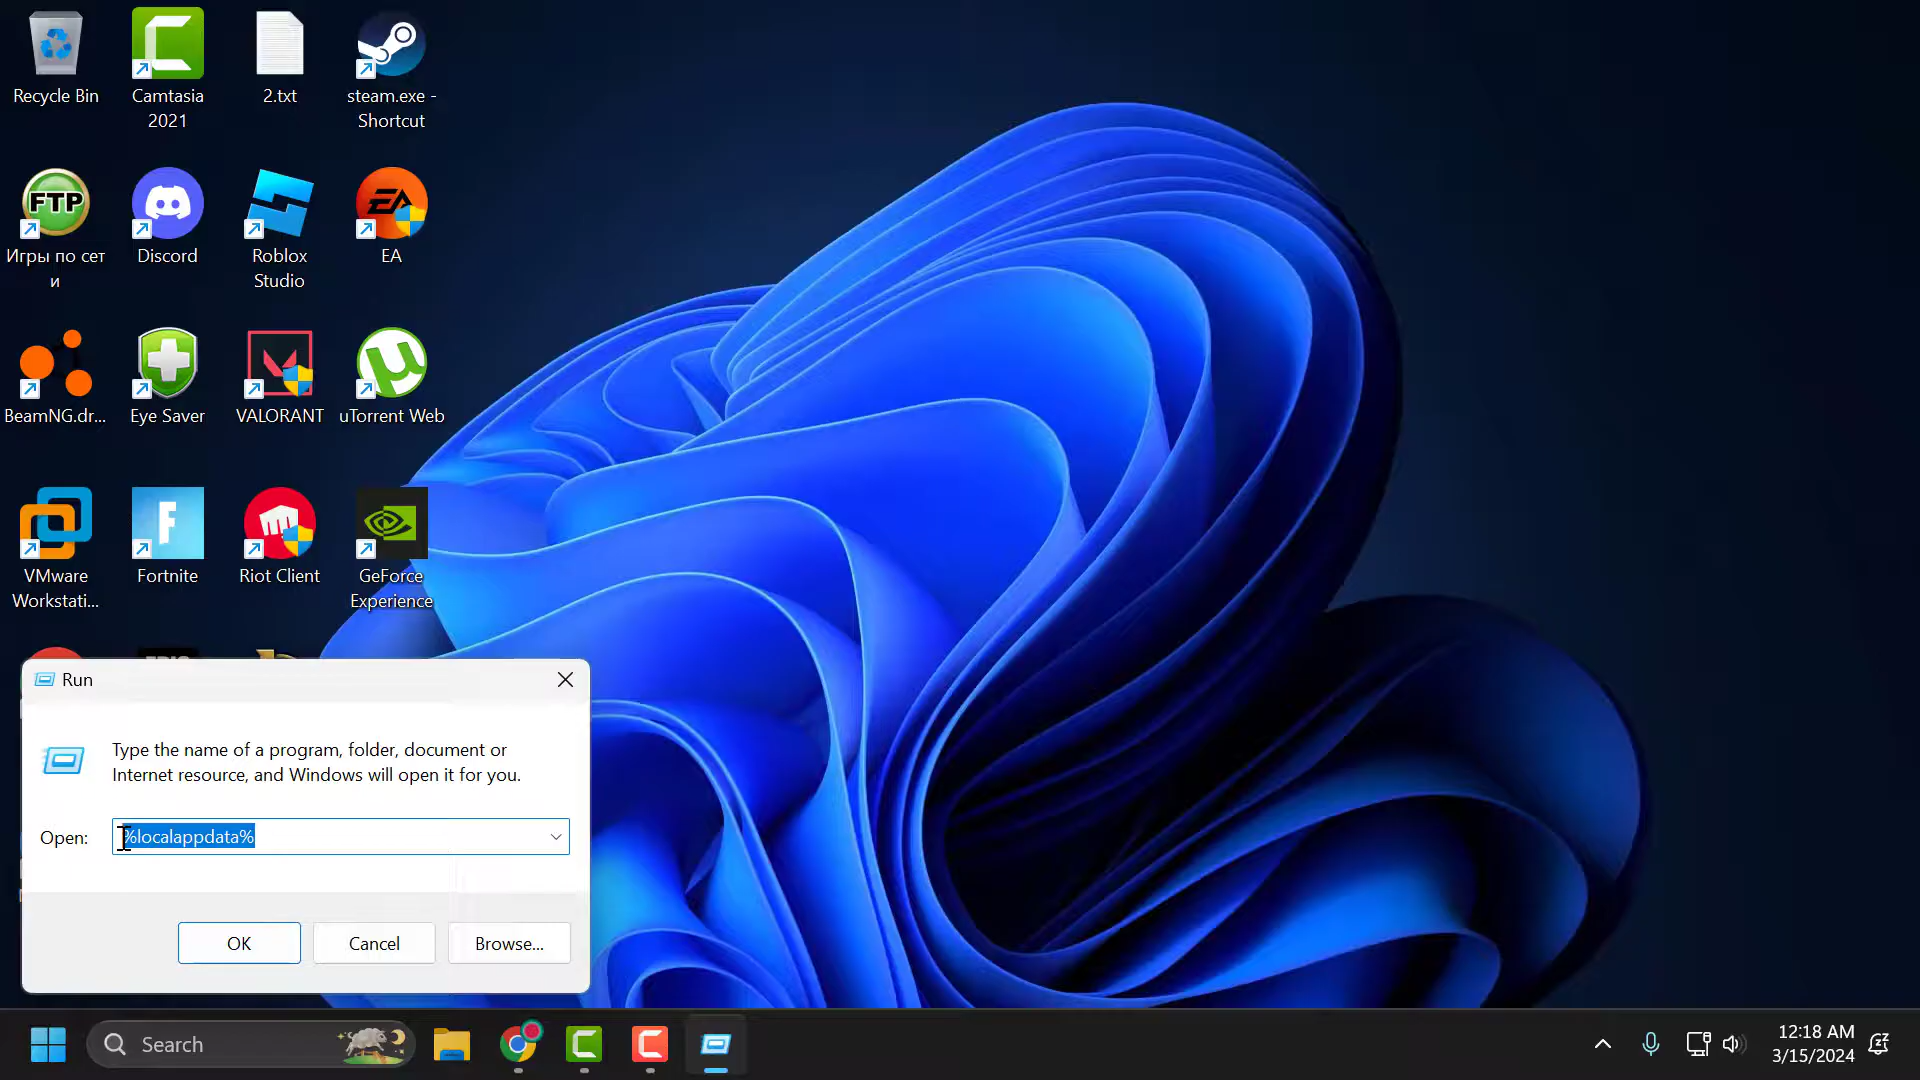 Recycle Bin
Camtasia
2021
2.txt
steam.exe -
Shortcut
FTP
Игры по сет
и
Discord
Roblox
Studio
EA
EA
BeamNG.dr...
Eye Saver
VALORANT
uTorrent Web
VMware
Workstati...
Fortnite
Riot Client
GeForce
Experience
Run
Type the name of a program, folder, document or
Internet resource, and Windows will open it for you.
Open:
%localappdata%
OK
Cancel
Browse...
Search
12:18 AM
3/15/2024